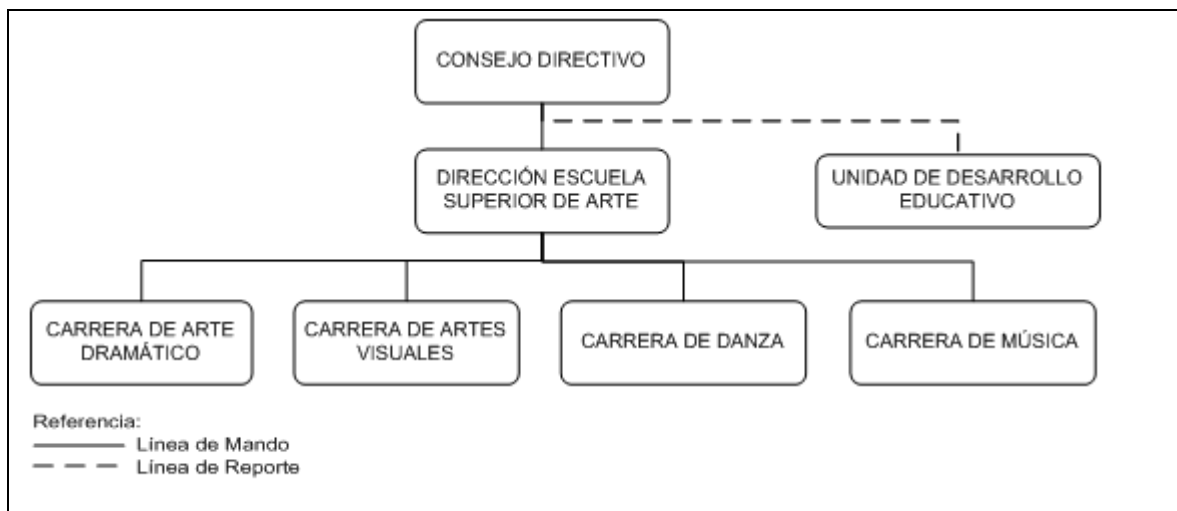 CONSEJO DIRECTIVO
DIRECCIÓN ESCUELA
SUPERIOR DE ARTE
UNIDAD DE DESARROLLO
EDUCATIVO
CARRERA DE ARTE
DRAMÁTICO
CARRERA DE ARTES
VISUALES
CARRERA DE DANZA
CARRERA DE MÚSICA
Referencia:
Línea de Mando
Línea de Reporte